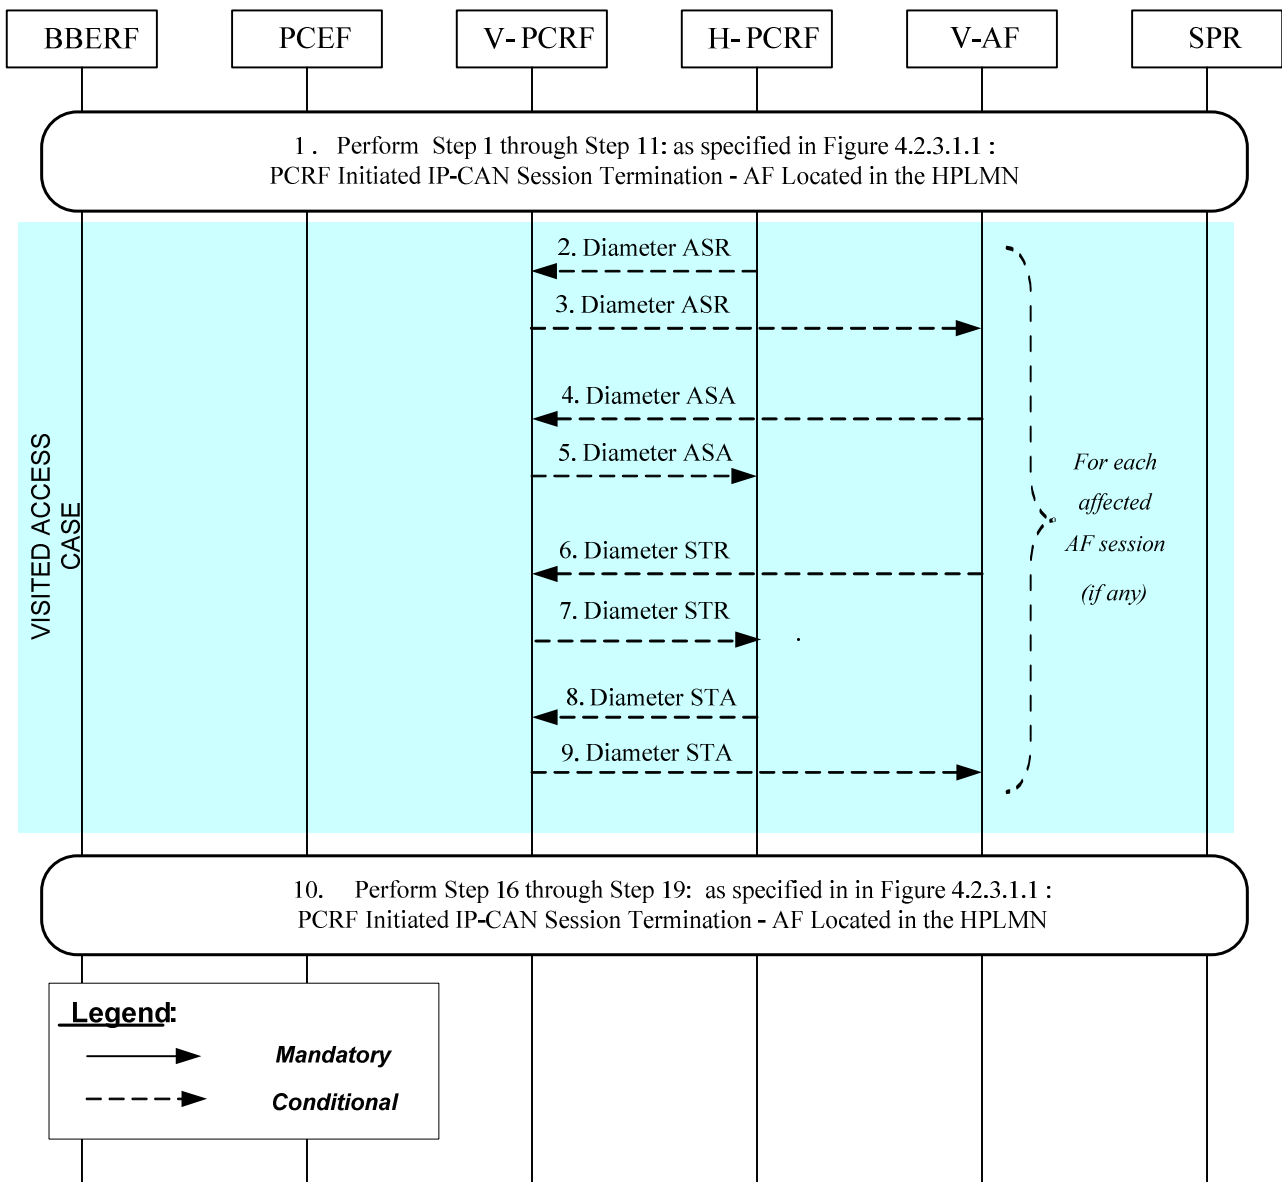 BBERF
PCEF
V- PCRF
H- PCRF
V-AF
SPR
1 . Perform Step 1 through Step 11: as specified in Figure 4.2.3.1.1 :
PCRF Initiated IP-CAN Session Termination - AF Located in the HPLMN
VISITED ACCESS
CASE
2. Diameter ASR
3. Diameter ASR
4. Diameter ASA
5. Diameter ASA
6. Diameter STR
7. Diameter STR
8. Diameter STA
9. Diameter STA
For each
affected
AF session
(if any)
10. Perform Step 16 through Step 19: as specified in in Figure 4.2.3.1.1 :
PCRF Initiated IP-CAN Session Termination - AF Located in the HPLMN
Legend:
Mandatory
Conditional